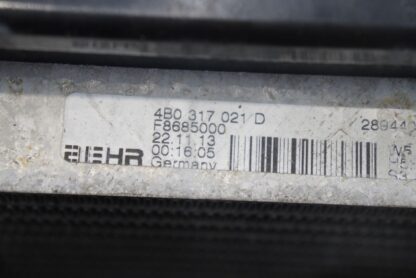 4B0 317 021 D
F8685000
22.11.13
00:16:05
BEHR
Germany
28944